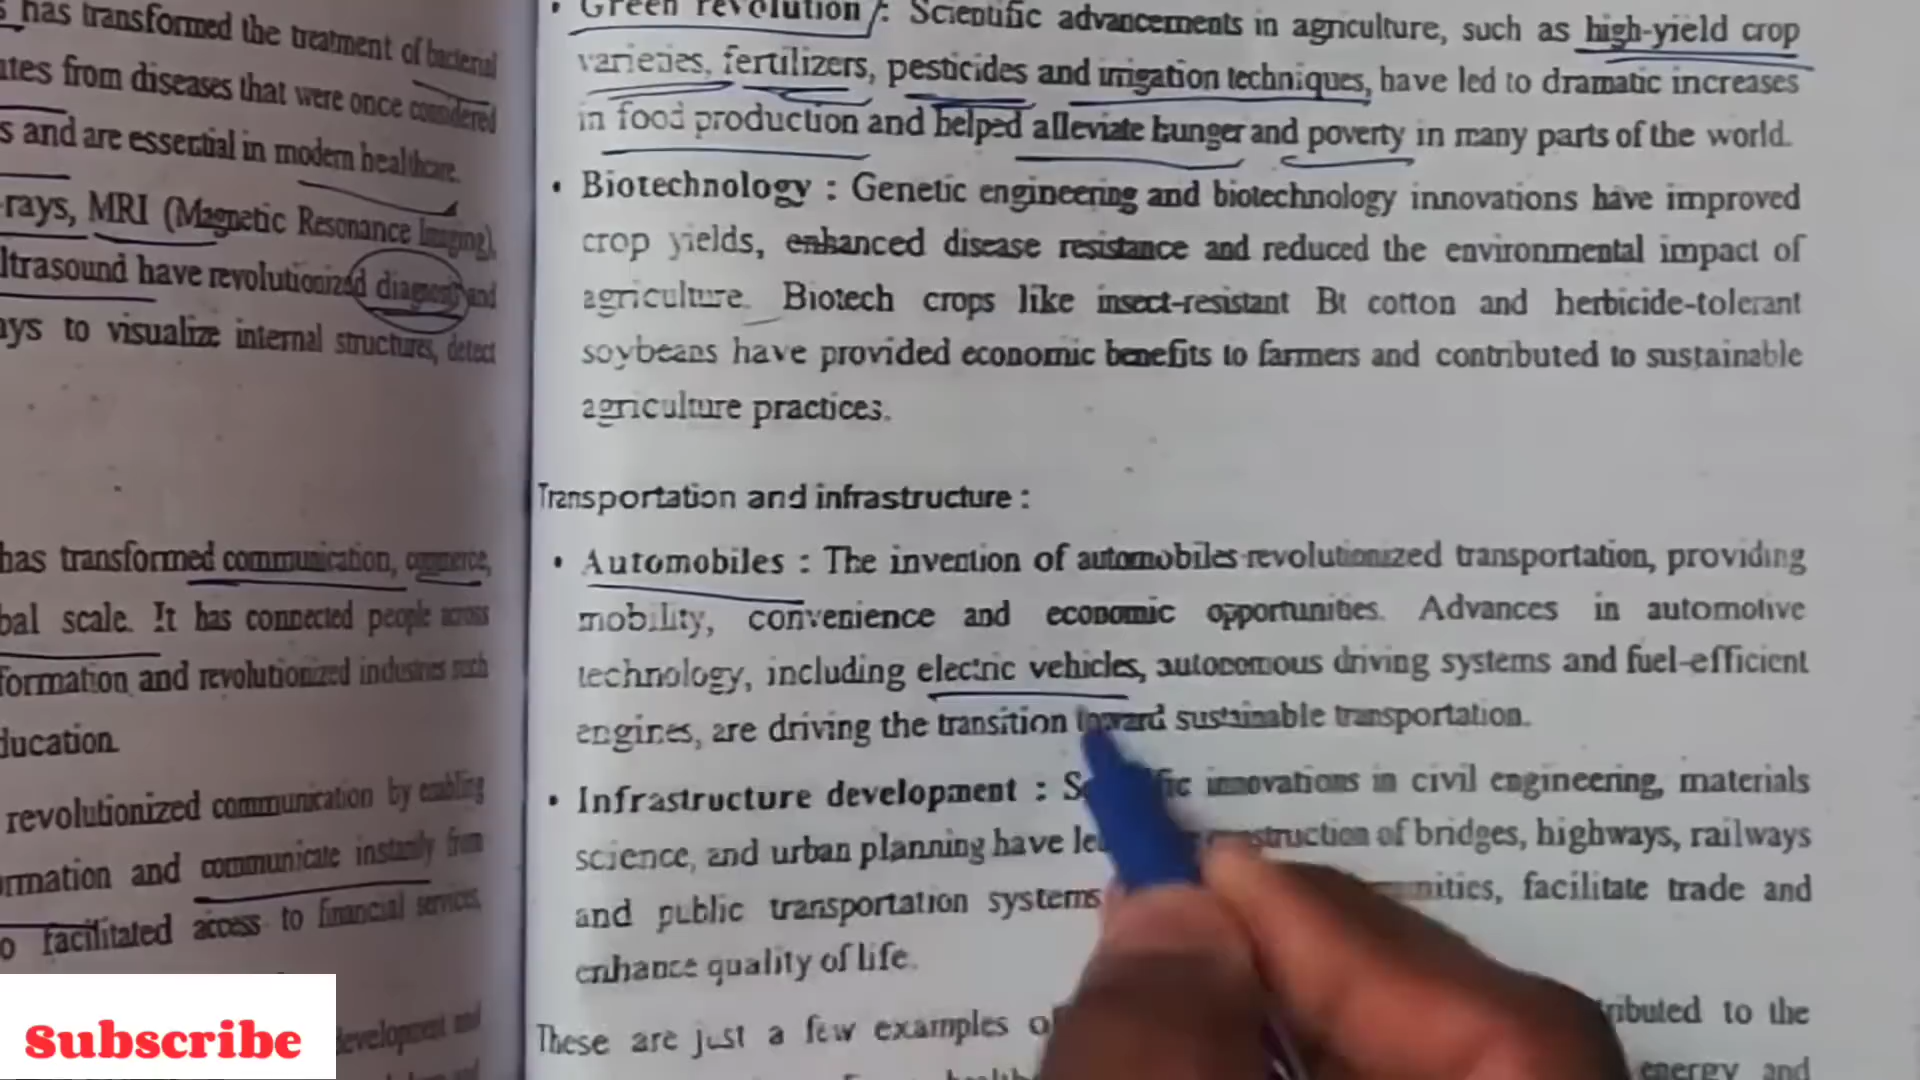 has transformed the treatment of bacterial
ates from diseases that were once considered
s and are essential in modern healthcare.
-rays, MRI (Magnetic Resonance Imaging),
ltrasound have revolutionized diagnosis and
ays to visualize internal structures, detect
has transformed communication, commerce,
bal scale. It has connected people across
formation and revolutionized industries such
ducation.
revolutionized communication by enabling
ormation and communicate instantly from
o facilitated access to financial services,
development and
• Green revolution : Scientific advancements in agriculture, such as high-yield crop
varieties, fertilizers, pesticides and irrigation techniques, have led to dramatic increases
in food production and helped alleviate hunger and poverty in many parts of the world.
• Biotechnology : Genetic engineering and biotechnology innovations have improved
crop yields, enhanced disease resistance and reduced the environmental impact of
agriculture. Biotech crops like insect-resistant Bt cotton and herbicide-tolerant
soybeans have provided economic benefits to farmers and contributed to sustainable
agriculture practices.
Transportation and infrastructure :
• Automobiles : The invention of automobiles revolutionized transportation, providing
mobility, convenience and economic opportunities. Advances in automotive
technology, including electric vehicles, autonomous driving systems and fuel-efficient
engines, are driving the transition toward sustainable transportation.
• Infrastructure development : innovations in civil engineering, materials
science, and urban planning have construction of bridges, highways, railways
and public transportation systems facilitate trade and
enhance quality of life.
These are just a few examples to the
energy and
Subscribe